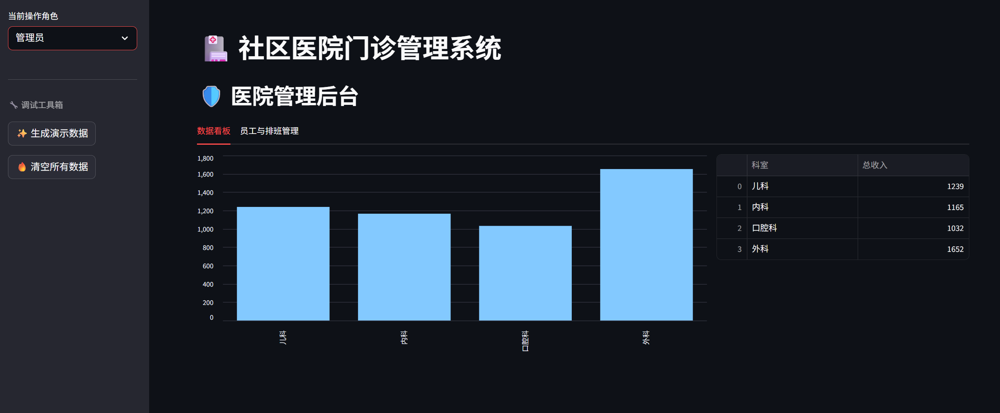 当前操作角色
管理员
调试工具箱
生成演示数据
清空所有数据
社区医院门诊管理系统
医院管理后台
数据看板 员工与排班管理
1,800
1,600
1,400
1,200
1,000
800
600
400
200
0
儿科 内科 口腔科 外科
科室 总收入
0 儿科 1239
1 内科 1165
2 口腔科 1032
3 外科 1652